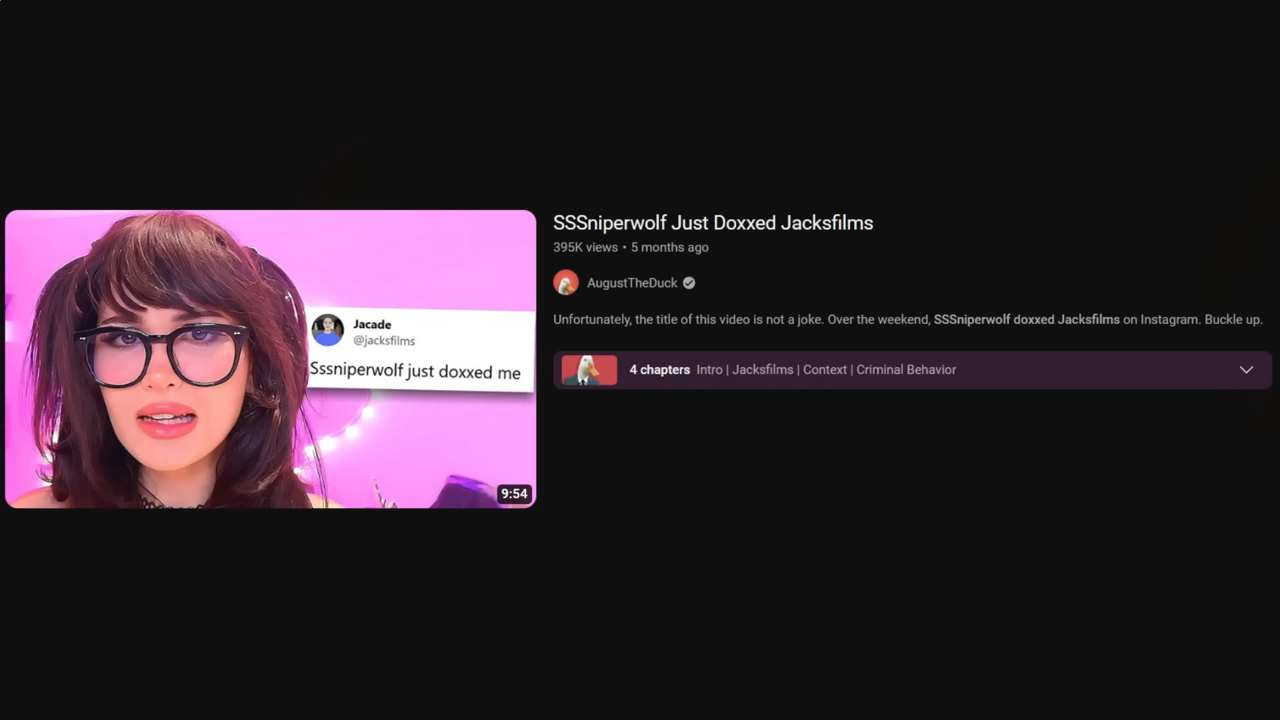 Jacade
@jacksfilms
Sssniperwolf just doxxed me
9:54
SSSniperwolf Just Doxxed Jacksfilms
395K views • 5 months ago
AugustTheDuck
Unfortunately, the title of this video is not a joke. Over the weekend, SSSniperwolf doxxed Jacksfilms on Instagram. Buckle up.
4 chapters Intro | Jacksfilms | Context | Criminal Behavior